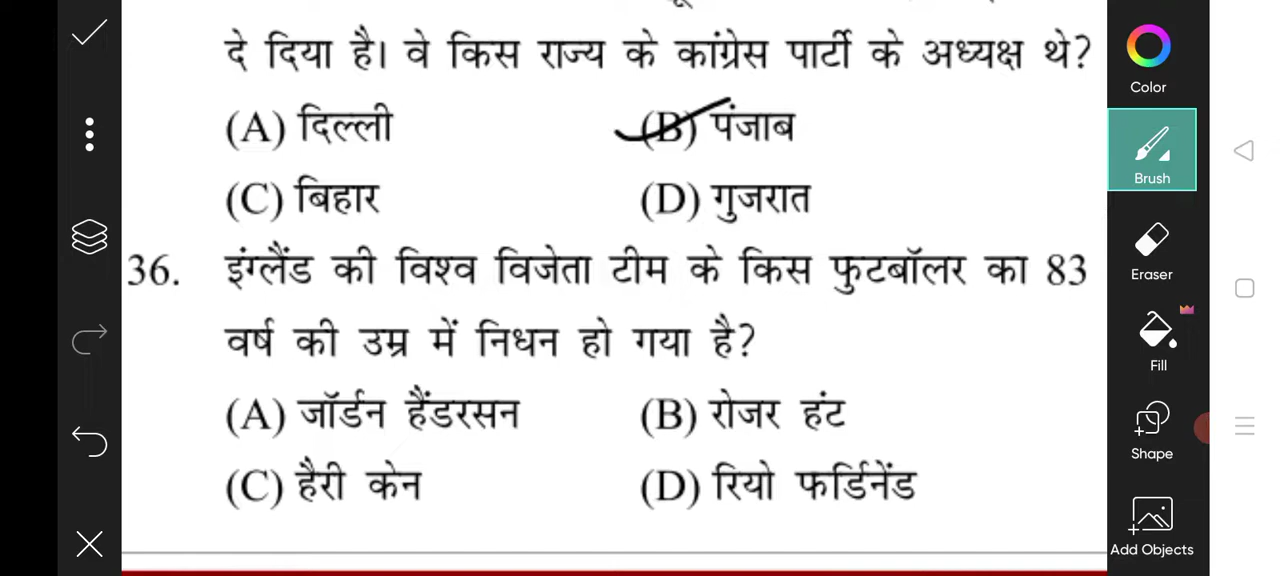 दे दिया है। वे किस राज्य के कांग्रेस पार्टी के अध्यक्ष थे?
(A) दिल्ली (B) पंजाब
(C) बिहार (D) गुजरात
36. इंग्लैंड की विश्व विजेता टीम के किस फुटबॉलर का 83
वर्ष की उम्र में निधन हो गया है?
(A) जॉर्डन हैंडरसन (B) रोजर हंट
(C) हैरी केन (D) रियो फर्डिनेंड
Color
Brush
Eraser
Fill
Shape
Add Objects